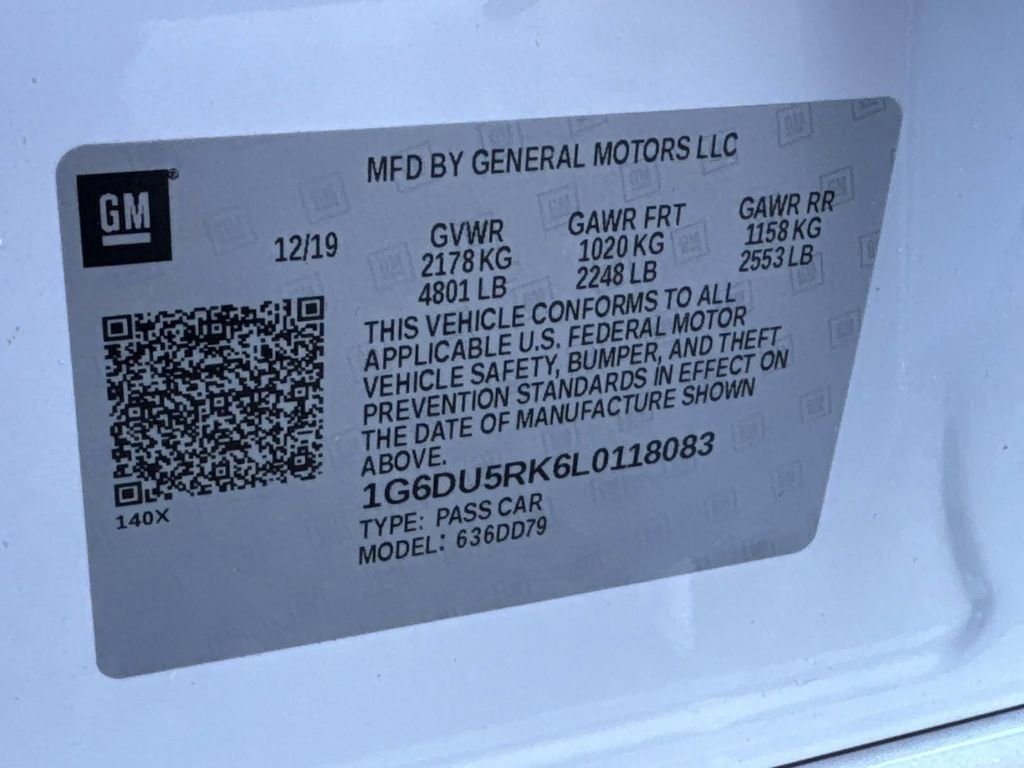 GM
MFD BY GENERAL MOTORS LLC
12/19
GVWR
2178 KG
4801 LB
GAWR FRT
1020 KG
2248 LB
GAWR RR
1158 KG
2553 LB
THIS VEHICLE CONFORMS TO ALL
APPLICABLE U.S. FEDERAL MOTOR
VEHICLE SAFETY, BUMPER, AND THEFT
PREVENTION STANDARDS IN EFFECT ON
THE DATE OF MANUFACTURE SHOWN
ABOVE.
1G6DU5RK6L0118083
TYPE: PASS CAR
MODEL: 636DD79
140X